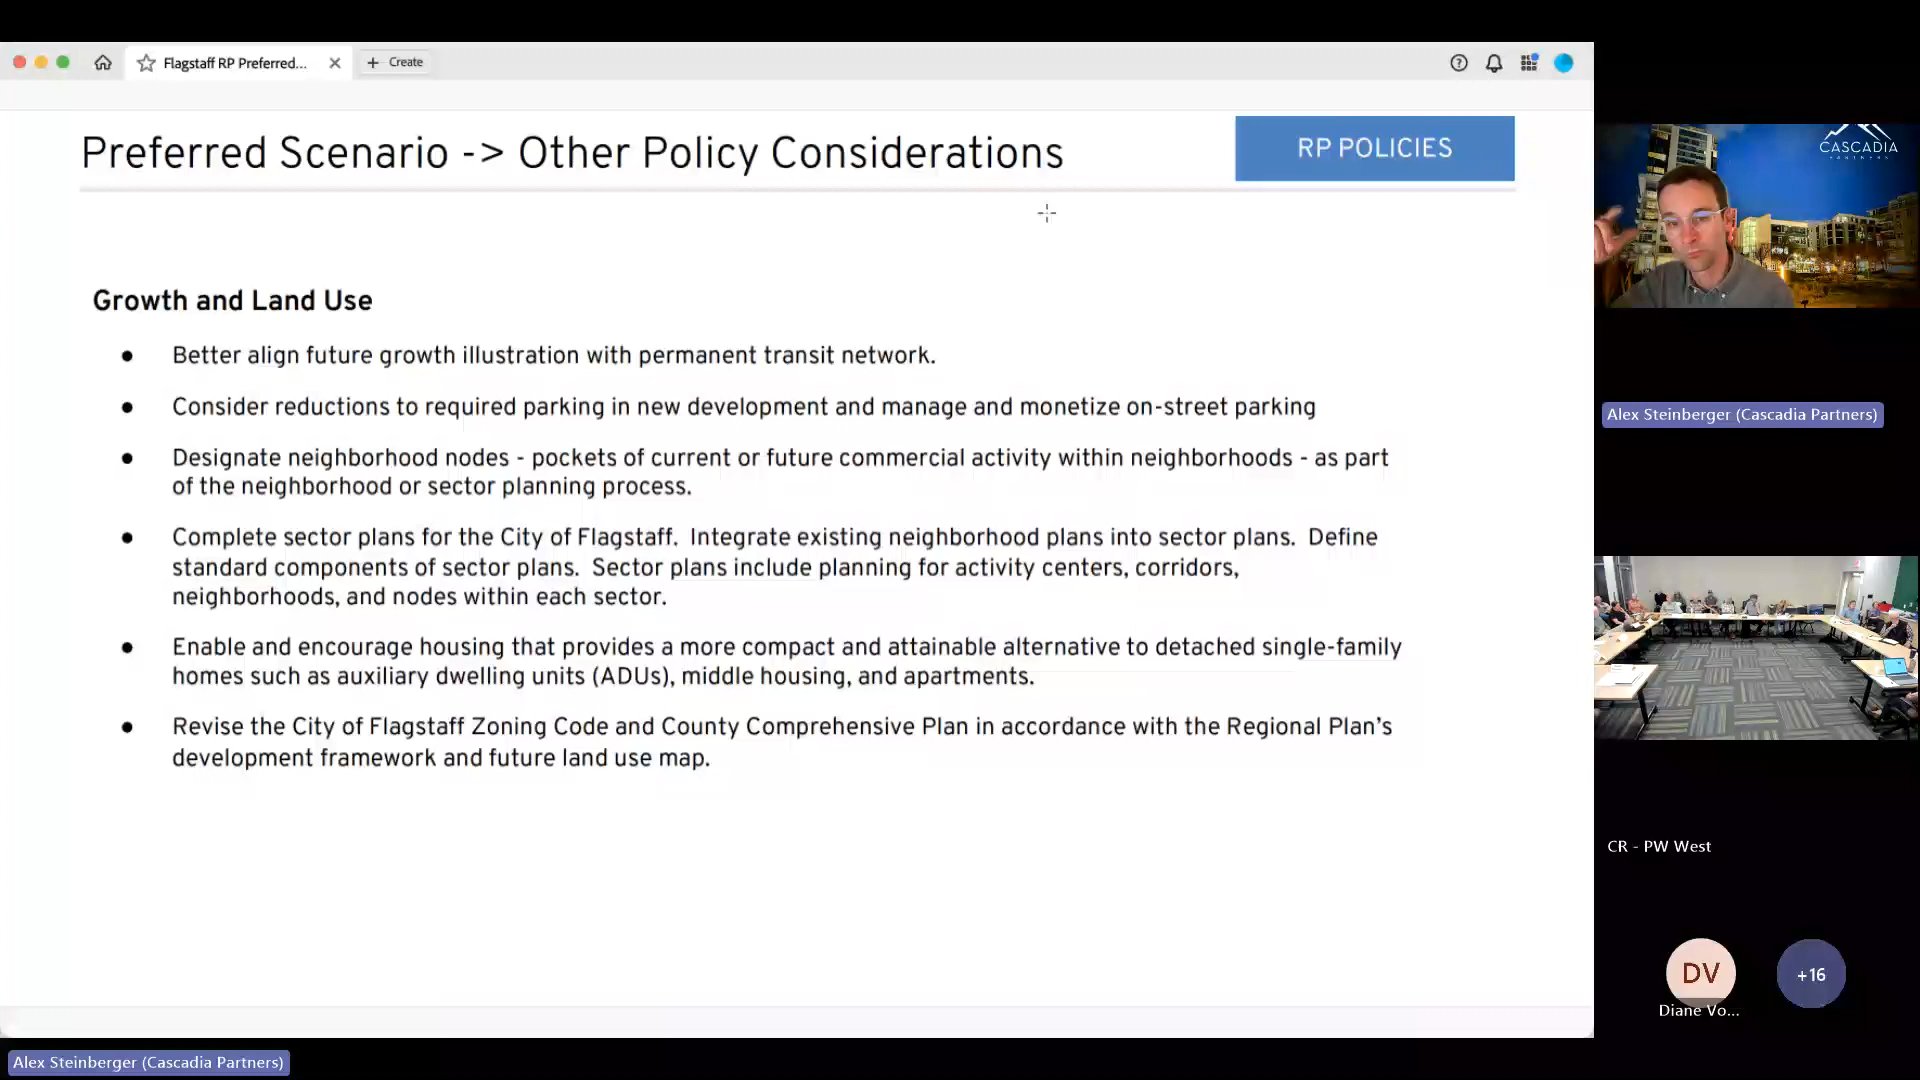 Flagstaff RP Preferred...
Create
Preferred Scenario -> Other Policy Considerations
RP POLICIES
Growth and Land Use
● Better align future growth illustration with permanent transit network.
● Consider reductions to required parking in new development and manage and monetize on-street parking
● Designate neighborhood nodes - pockets of current or future commercial activity within neighborhoods - as part
of the neighborhood or sector planning process.
● Complete sector plans for the City of Flagstaff.  Integrate existing neighborhood plans into sector plans.  Define
standard components of sector plans.  Sector plans include planning for activity centers, corridors,
neighborhoods, and nodes within each sector.
● Enable and encourage housing that provides a more compact and attainable alternative to detached single-family
homes such as auxiliary dwelling units (ADUs), middle housing, and apartments.
● Revise the City of Flagstaff Zoning Code and County Comprehensive Plan in accordance with the Regional Plan's
development framework and future land use map.
CASCADIA
PARTNERS
Alex Steinberger (Cascadia Partners)
CR - PW West
DV
+16
Diane Vo...
Alex Steinberger (Cascadia Partners)